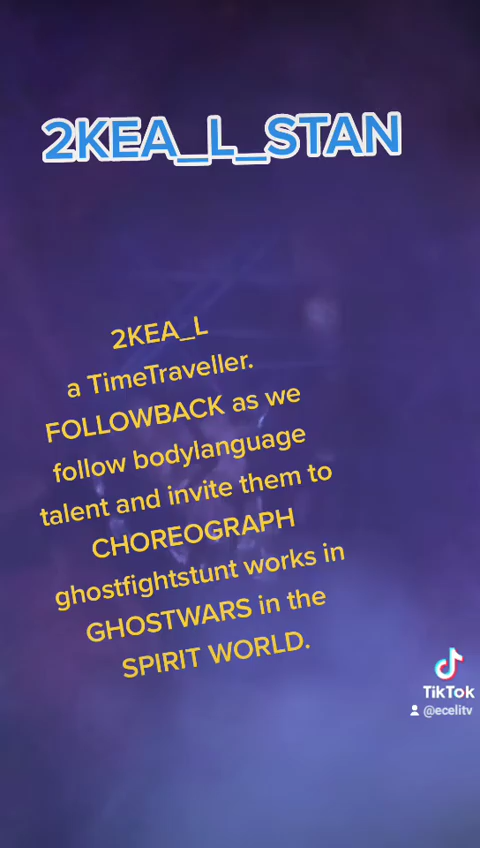 2KEA_L_STAN
2KEA_L
a TimeTraveller.
FOLLOWBACK as we
follow bodylanguage
talent and invite them to
CHOREOGRAPH
ghostfightstunt works in
GHOSTWARS in the
SPIRIT WORLD.
TikTok
@ecelitv